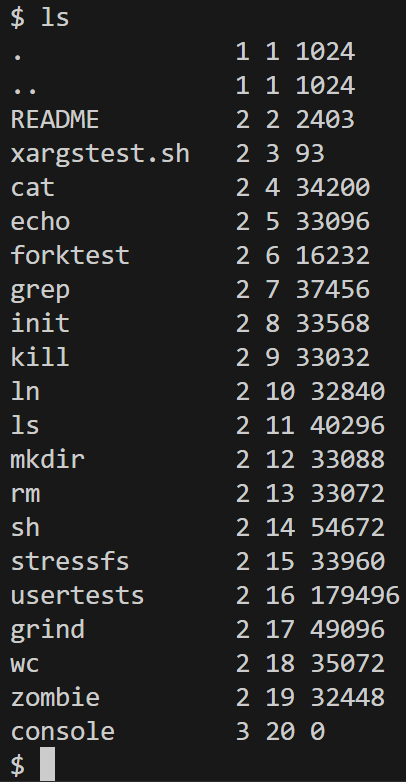 $ ls
.              1 1 1024
..             1 1 1024
README         2 2 2403
xargstest.sh   2 3 93
cat            2 4 34200
echo           2 5 33096
forktest       2 6 16232
grep           2 7 37456
init           2 8 33568
kill           2 9 33032
ln             2 10 32840
ls             2 11 40296
mkdir          2 12 33088
rm             2 13 33072
sh             2 14 54672
stressfs       2 15 33960
usertests      2 16 179496
grind          2 17 49096
wc             2 18 35072
zombie         2 19 32448
console        3 20 0
$